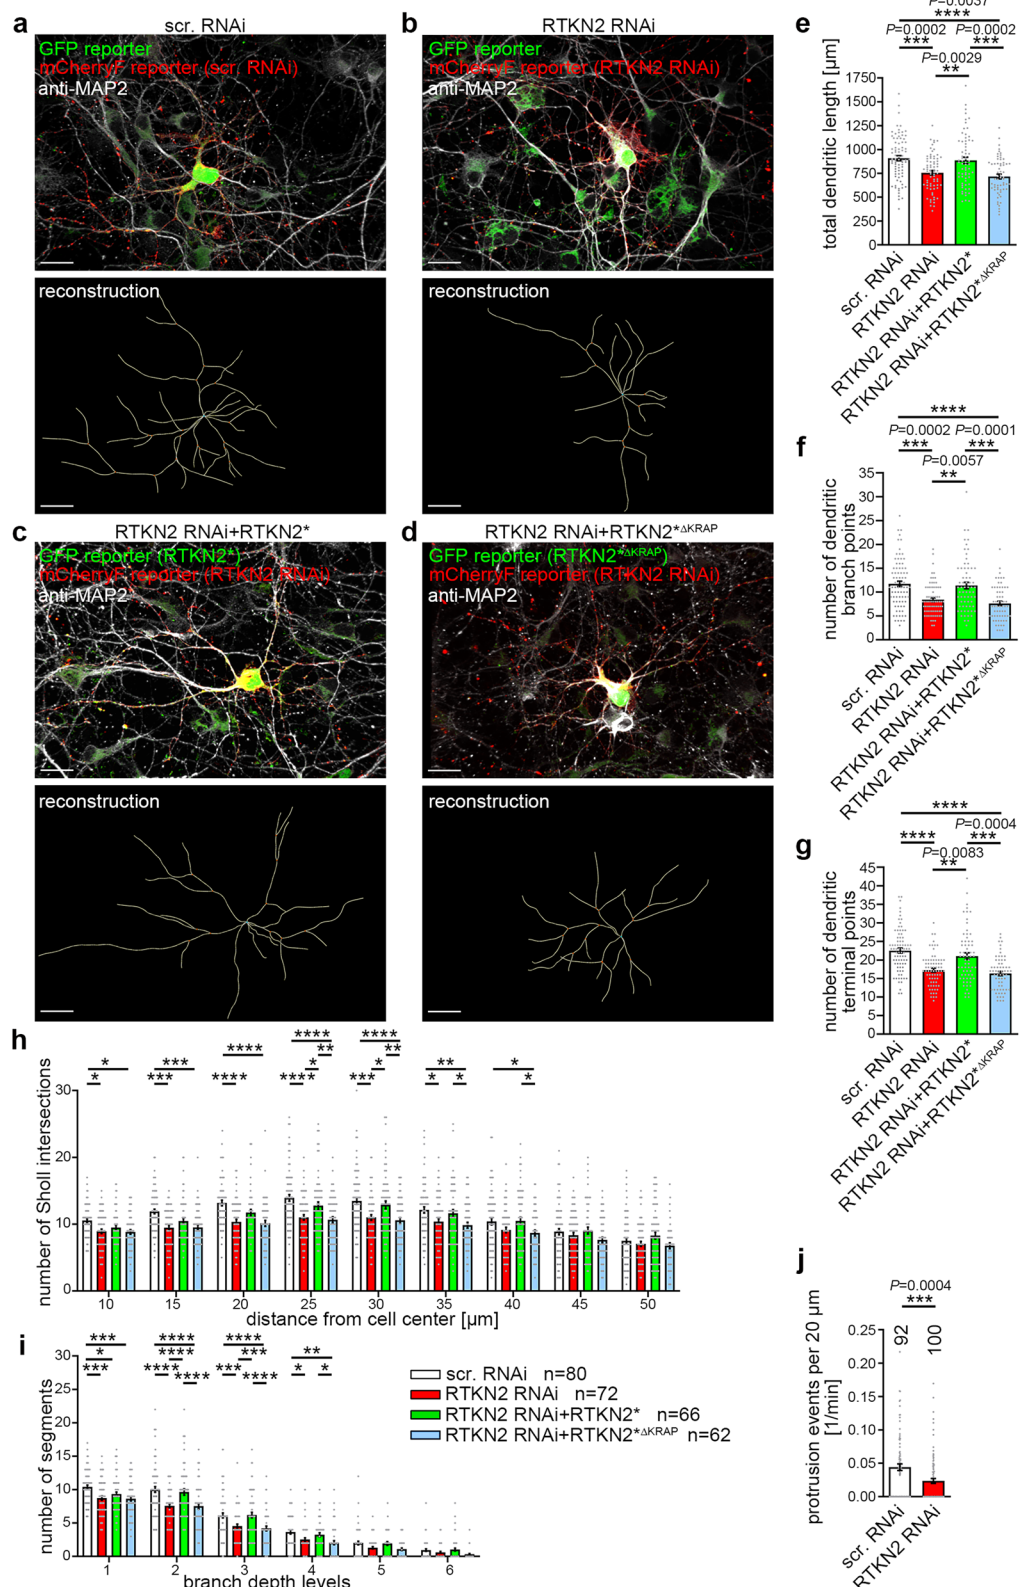 a
scr. RNAi
GFP reporter
mCherryF reporter (scr. RNAi)
anti-MAP2
reconstruction
b
RTKN2 RNAi
GFP reporter
mCherryF reporter (RTKN2 RNAi)
anti-MAP2
reconstruction
c
RTKN2 RNAi+RTKN2*
GFP reporter (RTKN2*)
mCherryF reporter (RTKN2 RNAi)
anti-MAP2
reconstruction
d
RTKN2 RNAi+RTKN2*ΔKRAP
GFP reporter (RTKN2*ΔKRAP)
mCherryF reporter (RTKN2 RNAi)
anti-MAP2
reconstruction
e
P=0.0037
****
P=0.0002 P=0.0002
*** ***
P=0.0029
**
total dendritic length [µm]
1750
1500
1250
1000
750
500
250
0
scr. RNAi
RTKN2 RNAi
RTKN2 RNAi+RTKN2*
RTKN2 RNAi+RTKN2*ΔKRAP
f
****
P=0.0002 P=0.0001
*** ***
P=0.0057
**
number of dendritic
branch points
35
30
25
20
15
10
5
0
scr. RNAi
RTKN2 RNAi
RTKN2 RNAi+RTKN2*
RTKN2 RNAi+RTKN2*ΔKRAP
g
****
P=0.0004
**** ***
P=0.0083
**
number of dendritic
terminal points
45
40
35
30
25
20
15
10
5
0
scr. RNAi
RTKN2 RNAi
RTKN2 RNAi+RTKN2*
RTKN2 RNAi+RTKN2*ΔKRAP
h
**** ****
** **
* *** **** * * ** *
* *** **** **** *** * * *
number of Sholl intersections
30
20
10
0
10 15 20 25 30 35 40 45 50
distance from cell center [µm]
i
*** **** ****
* **** *** **
*** **** **** *** **** * *
number of segments
30
25
20
15
10
5
0
1 2 3 4 5 6
branch depth levels
scr. RNAi n=80
RTKN2 RNAi n=72
RTKN2 RNAi+RTKN2* n=66
RTKN2 RNAi+RTKN2*ΔKRAP n=62
j
P=0.0004
***
92 100
protrusion events per 20 µm
[1/min]
0.25
0.20
0.15
0.10
0.05
0.00
scr. RNAi
RTKN2 RNAi